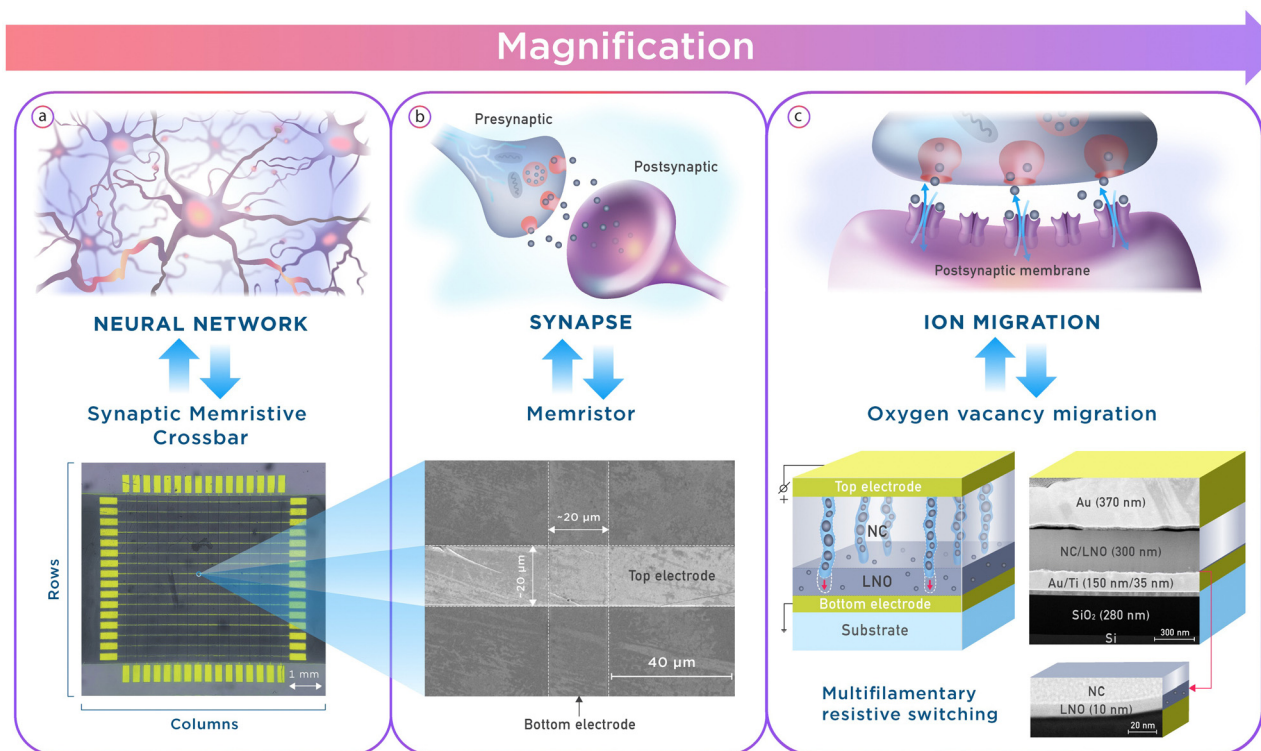 Magnification
a
NEURAL NETWORK
Synaptic Memristive
Crossbar
Rows
1 mm
Columns
b
Presynaptic
Postsynaptic
SYNAPSE
Memristor
~20 µm
~20 µm
Top electrode
40 µm
Bottom electrode
c
Postsynaptic membrane
ION MIGRATION
Oxygen vacancy migration
Top electrode
NC
LNO
Bottom electrode
Substrate
Multifilamentary
resistive switching
Au (370 nm)
NC/LNO (300 nm)
Au/Ti (150 nm/35 nm)
SiO₂ (280 nm)
Si
300 nm
NC
LNO (10 nm)
20 nm